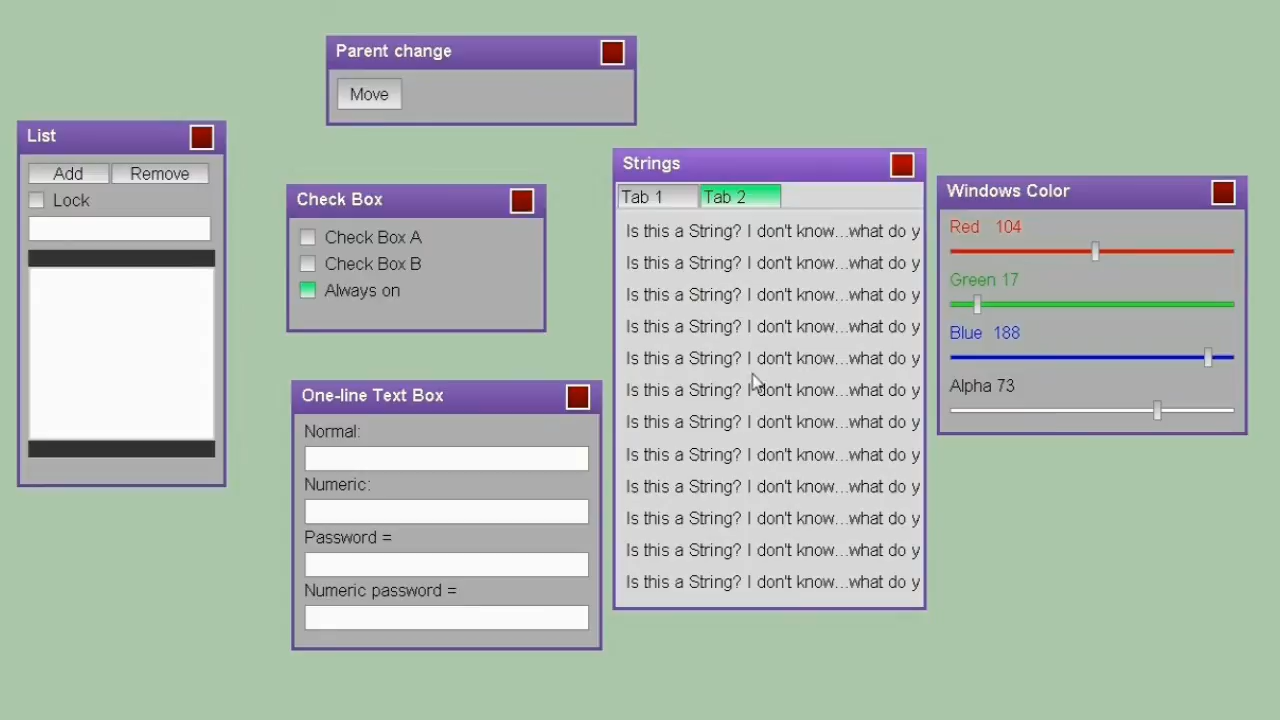 Parent change
Move
List
Add
Remove
Lock
Check Box
Check Box A
Check Box B
Always on
One-line Text Box
Normal:
Numeric:
Password =
Numeric password =
Strings
Tab 1
Tab 2
Is this a String? I don't know...what do y
Is this a String? I don't know...what do y
Is this a String? I don't know...what do y
Is this a String? I don't know...what do y
Is this a String? I don't know...what do y
Is this a String? I don't know...what do y
Is this a String? I don't know...what do y
Is this a String? I don't know...what do y
Is this a String? I don't know...what do y
Is this a String? I don't know...what do y
Is this a String? I don't know...what do y
Is this a String? I don't know...what do y
Windows Color
Red 104
Green 17
Blue 188
Alpha 73